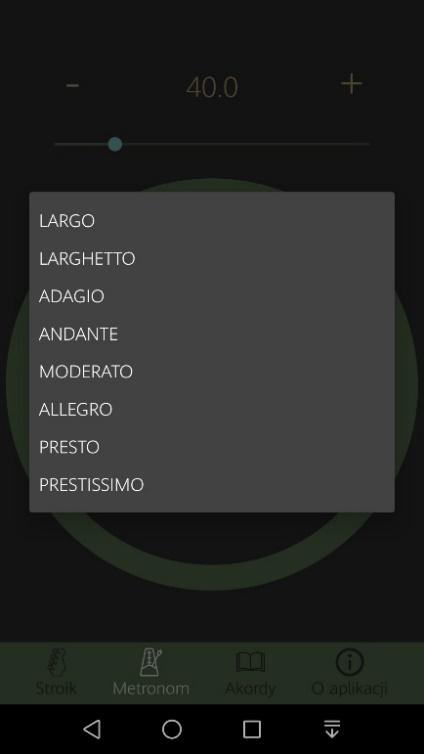 - 40.0 +
LARGO
LARGHETTO
ADAGIO
ANDANTE
MODERATO
ALLEGRO
PRESTO
PRESTISSIMO
Stroik Metronom Akordy O aplikacji